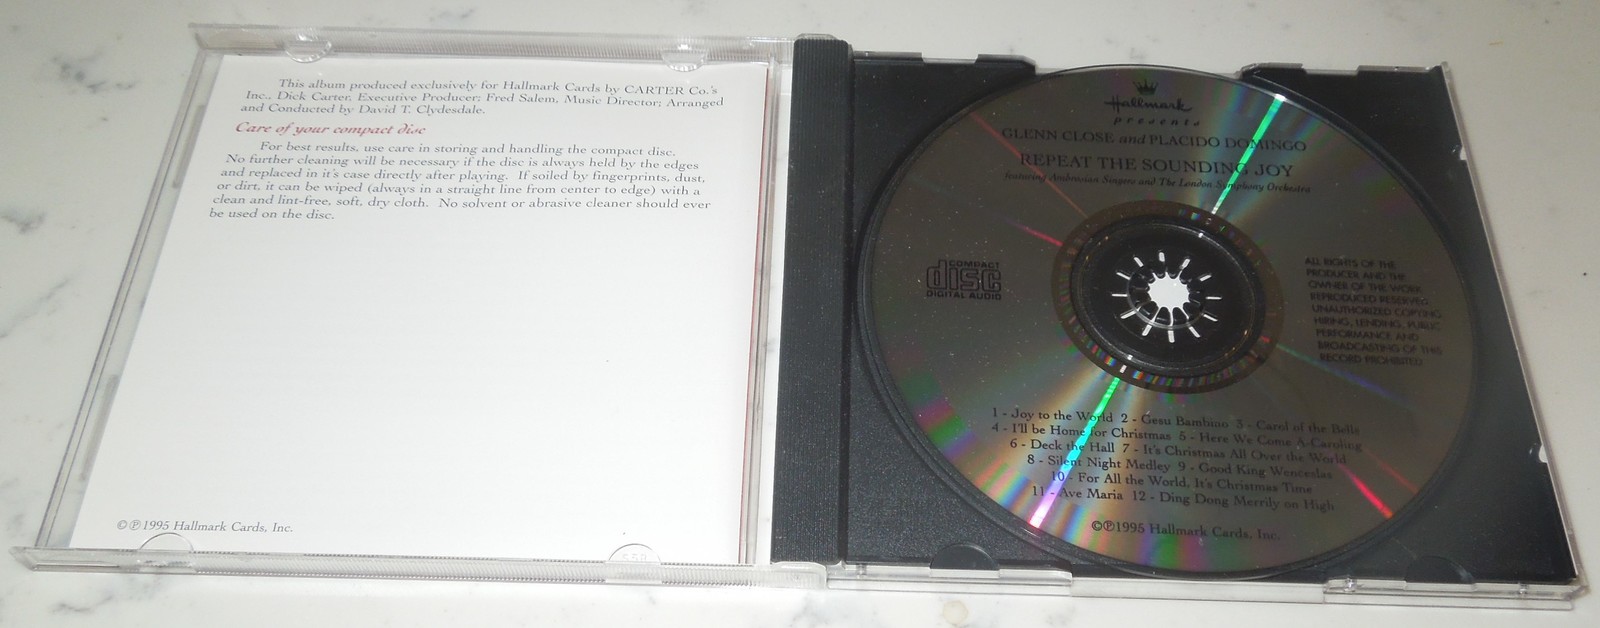 This album produced exclusively for Hallmark Cards by CARTER Co.'s
Inc., Dick Carter, Executive Producer; Fred Salem, Music Director; Arranged
and Conducted by David T. Clydesdale.
Care of your compact disc
For best results, use care in storing and handling the compact disc.
No further cleaning will be necessary if the disc is always held by the edges
and replaced in it's case directly after playing. If soiled by fingerprints, dust,
or dirt, it can be wiped (always in a straight line from center to edge) with a
clean and lint-free, soft, dry cloth. No solvent or abrasive cleaner should ever
be used on the disc.
©℗1995 Hallmark Cards, Inc.
Hallmark
presents
GLENN CLOSE and PLACIDO DOMINGO
REPEAT THE SOUNDING JOY
featuring Ambrosian Singers and The London Symphony Orchestra
COMPACT
disc
DIGITAL AUDIO
ALL RIGHTS OF THE
PRODUCER AND THE
OWNER OF THE WORK
REPRODUCED RESERVED.
UNAUTHORIZED COPYING
HIRING, LENDING, PUBLIC
PERFORMANCE AND
BROADCASTING OF THIS
RECORD PROHIBITED
1 - Joy to the World 2 - Gesu Bambino 3 - Carol of the Bells
4 - I'll be Home for Christmas 5 - Here We Come A-Caroling
6 - Deck the Hall 7 - It's Christmas All Over the World
8 - Silent Night Medley 9 - Good King Wenceslas
10 - For All the World, It's Christmas Time
11 - Ave Maria 12 - Ding Dong Merrily on High
©℗1995 Hallmark Cards, Inc.